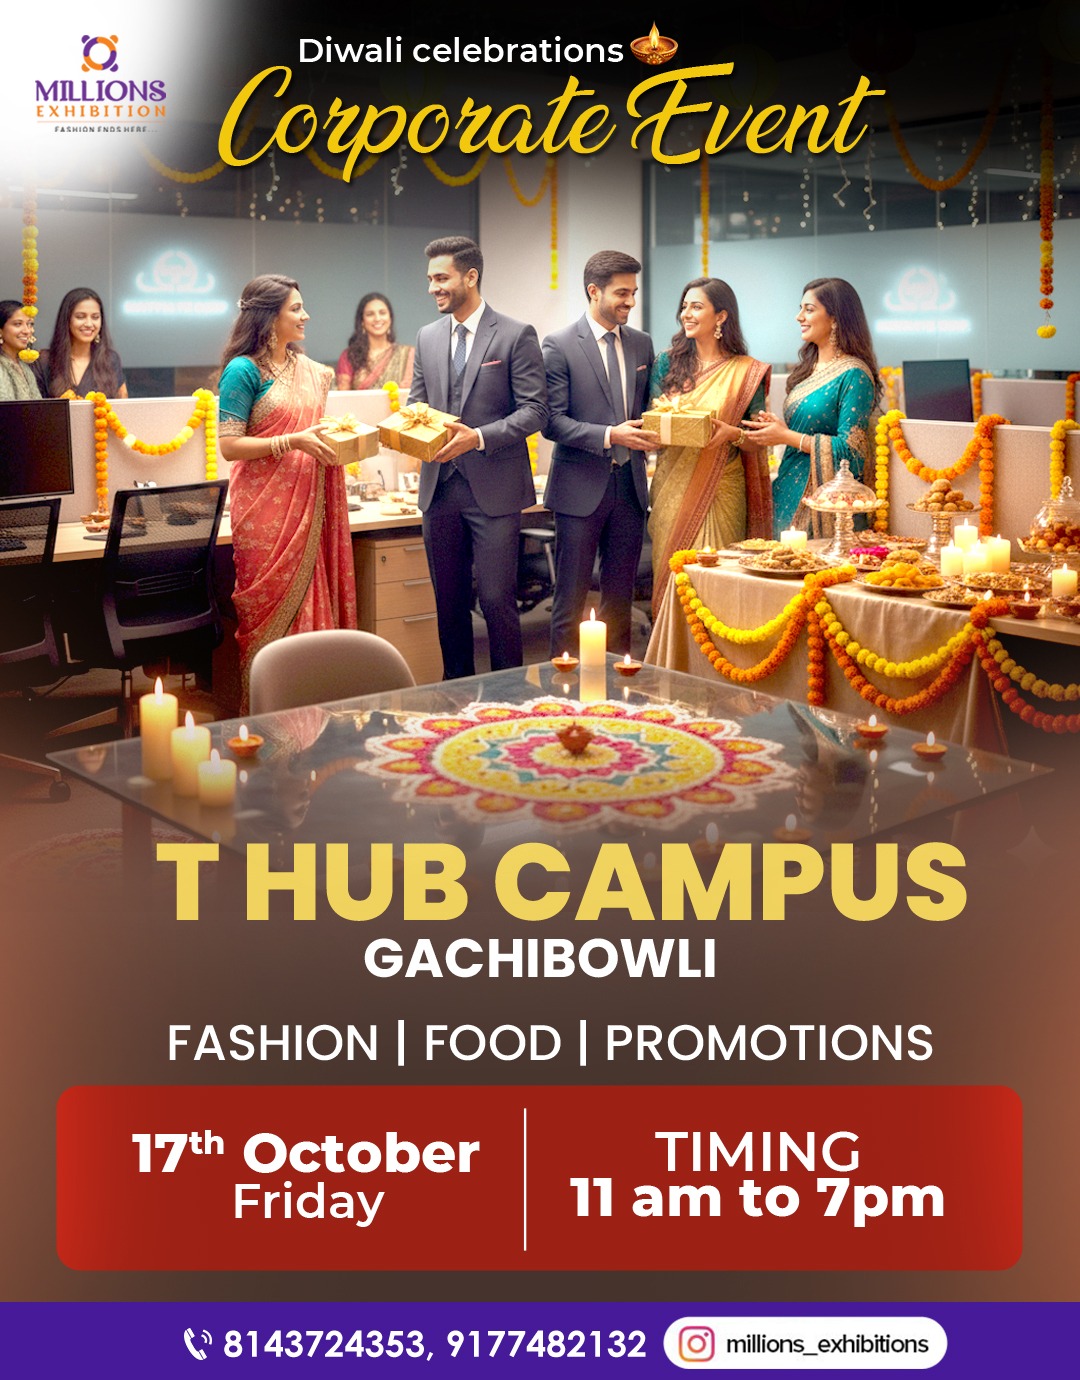 MILLIONS
EXHIBITION
FASHION ENDS HERE...
Diwali celebrations
Corporate Event
T HUB CAMPUS
GACHIBOWLI
FASHION | FOOD | PROMOTIONS
17th October
Friday
TIMING
11 am to 7pm
8143724353, 9177482132
millions_exhibitions